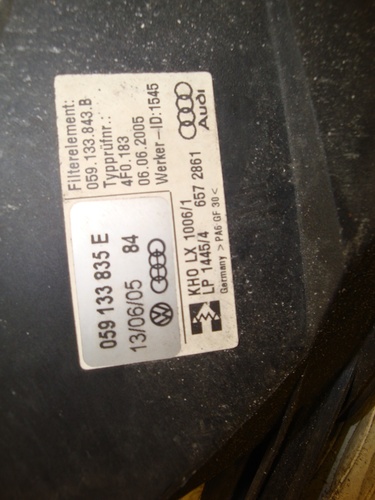 Filterelement:
059.133.843.B
Typprüfnr.:
4F0.183
06.06.2005
Werker-ID:1545
Audi
059 133 835 E
13/06/05 84
KHO LX 1006/1
LP 1445/4 657 2861
Germany > PA6 GF 30 <